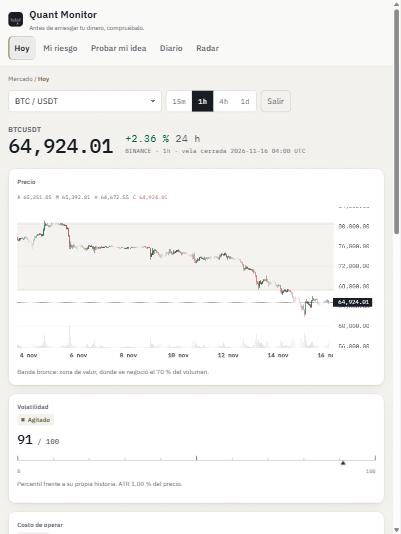 Quant Monitor
Antes de arriesgar tu dinero, compruébalo.
Hoy Mi riesgo Probar mi idea Diario Radar
Mercado / Hoy
BTC / USDT 15m 1h 4h 1d Salir
BTCUSDT
64,924.01 +2.36 % 24 h
BINANCE · 1h · vela cerrada 2026-11-16 04:00 UTC
Precio
A 65,351.85 M 65,392.01 m 64,672.55 C 64,924.01
80,000.00
76,000.00
72,000.00
68,000.00
64,924.01
60,000.00
56,000.00
4 nov 6 nov 8 nov 10 nov 12 nov 14 nov 16 n
Banda bronce: zona de valor, donde se negoció el 70 % del volumen.
Volatilidad
Agitado
91 / 100
0 100
Percentil frente a su propia historia. ATR 1.00 % del precio.
Costo de operar